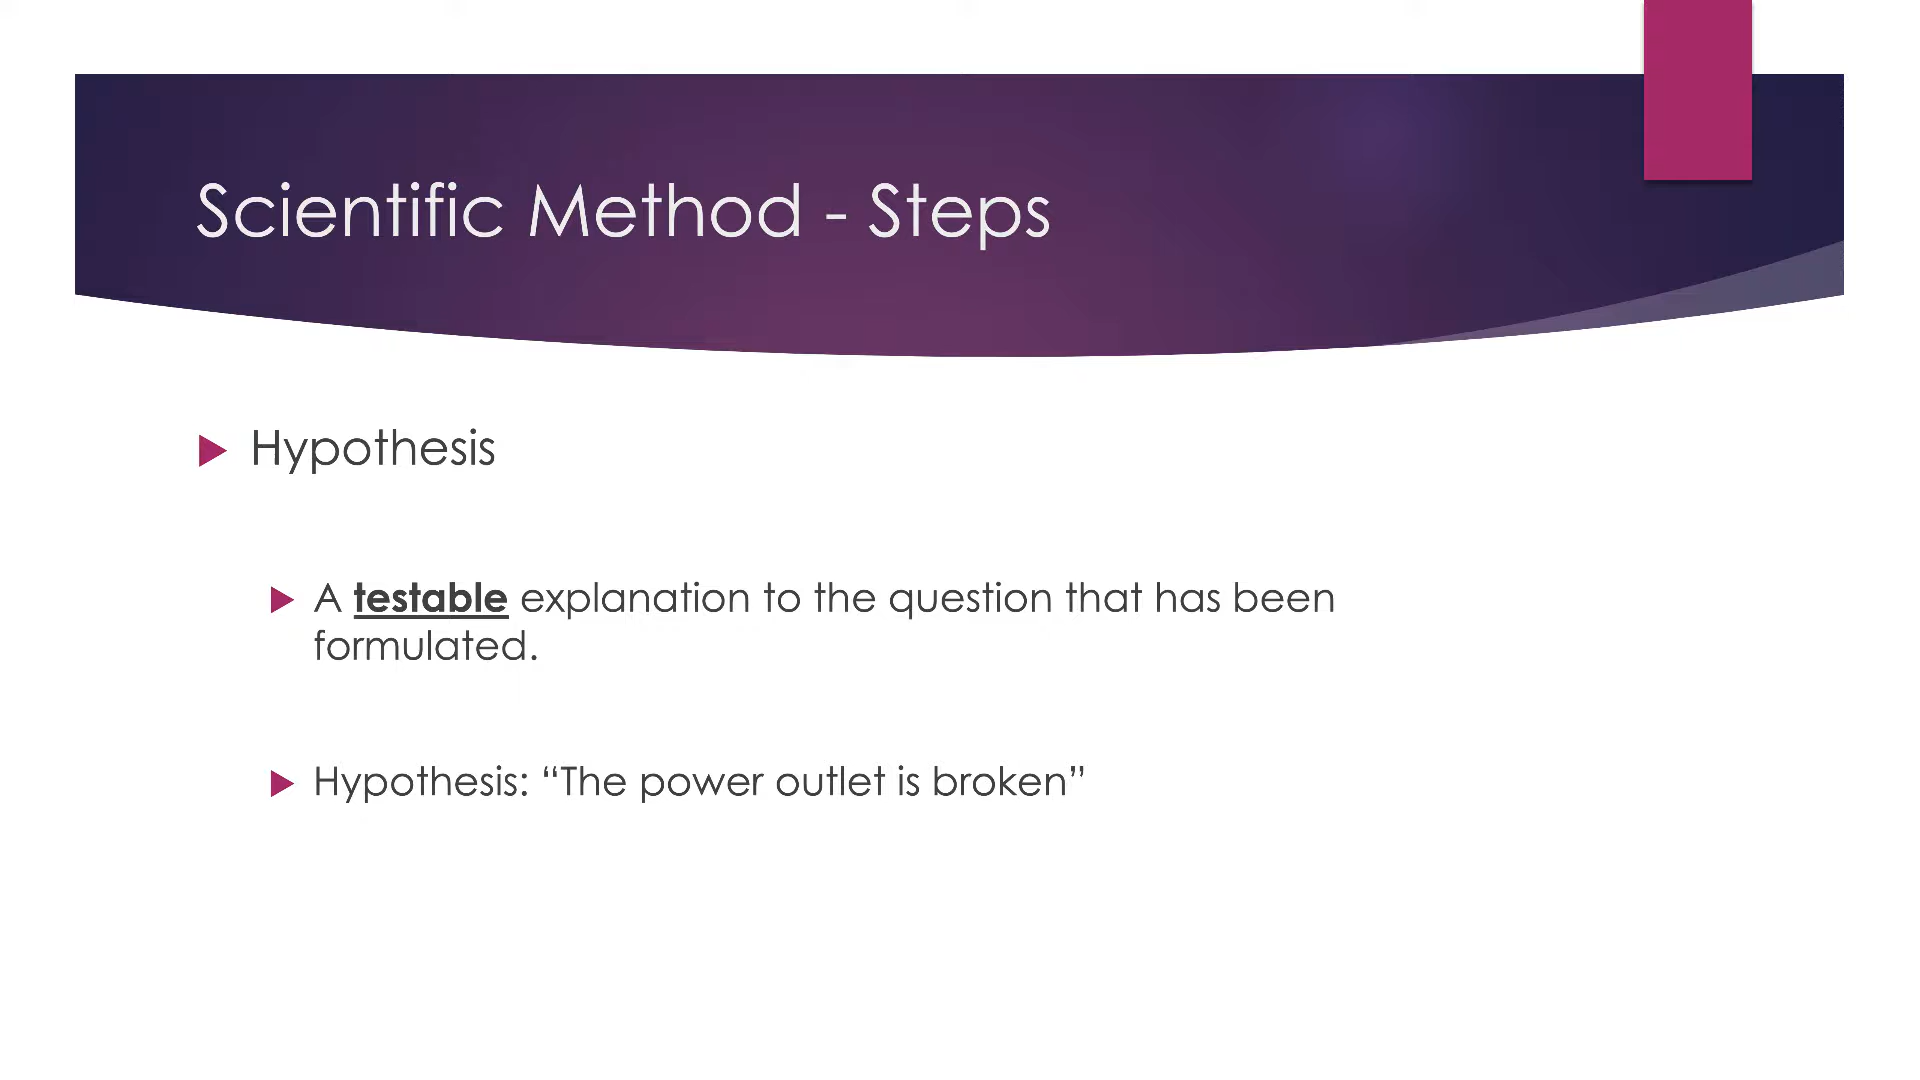 Scientific Method - Steps
Hypothesis
A testable explanation to the question that has been
formulated.
Hypothesis: “The power outlet is broken”